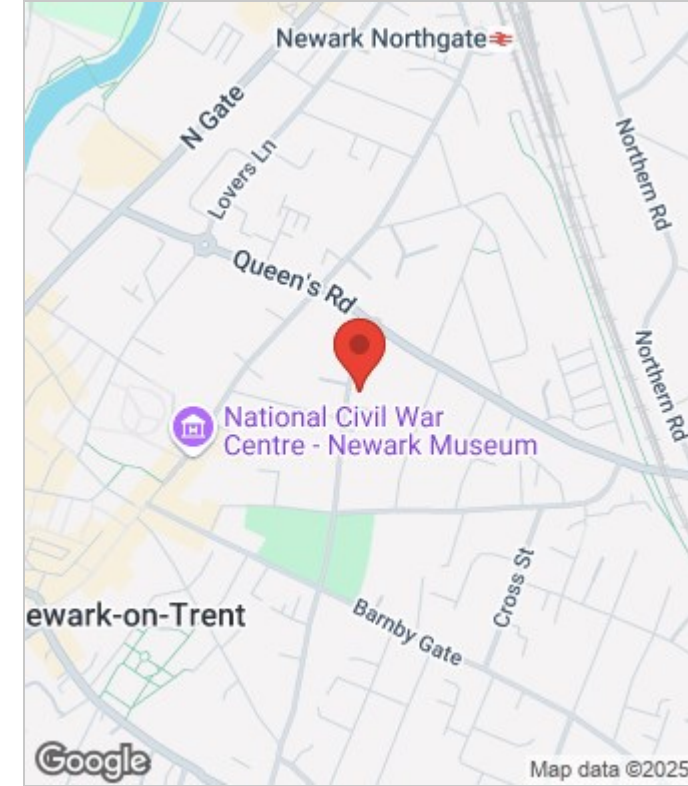 Newark Northgate
N Gate
Lovers Ln
Northern Rd
Queen's Rd
Northern Rd
National Civil War
Centre - Newark Museum
Cross St
ewark-on-Trent
Barnby Gate
Google
Map data ©2025